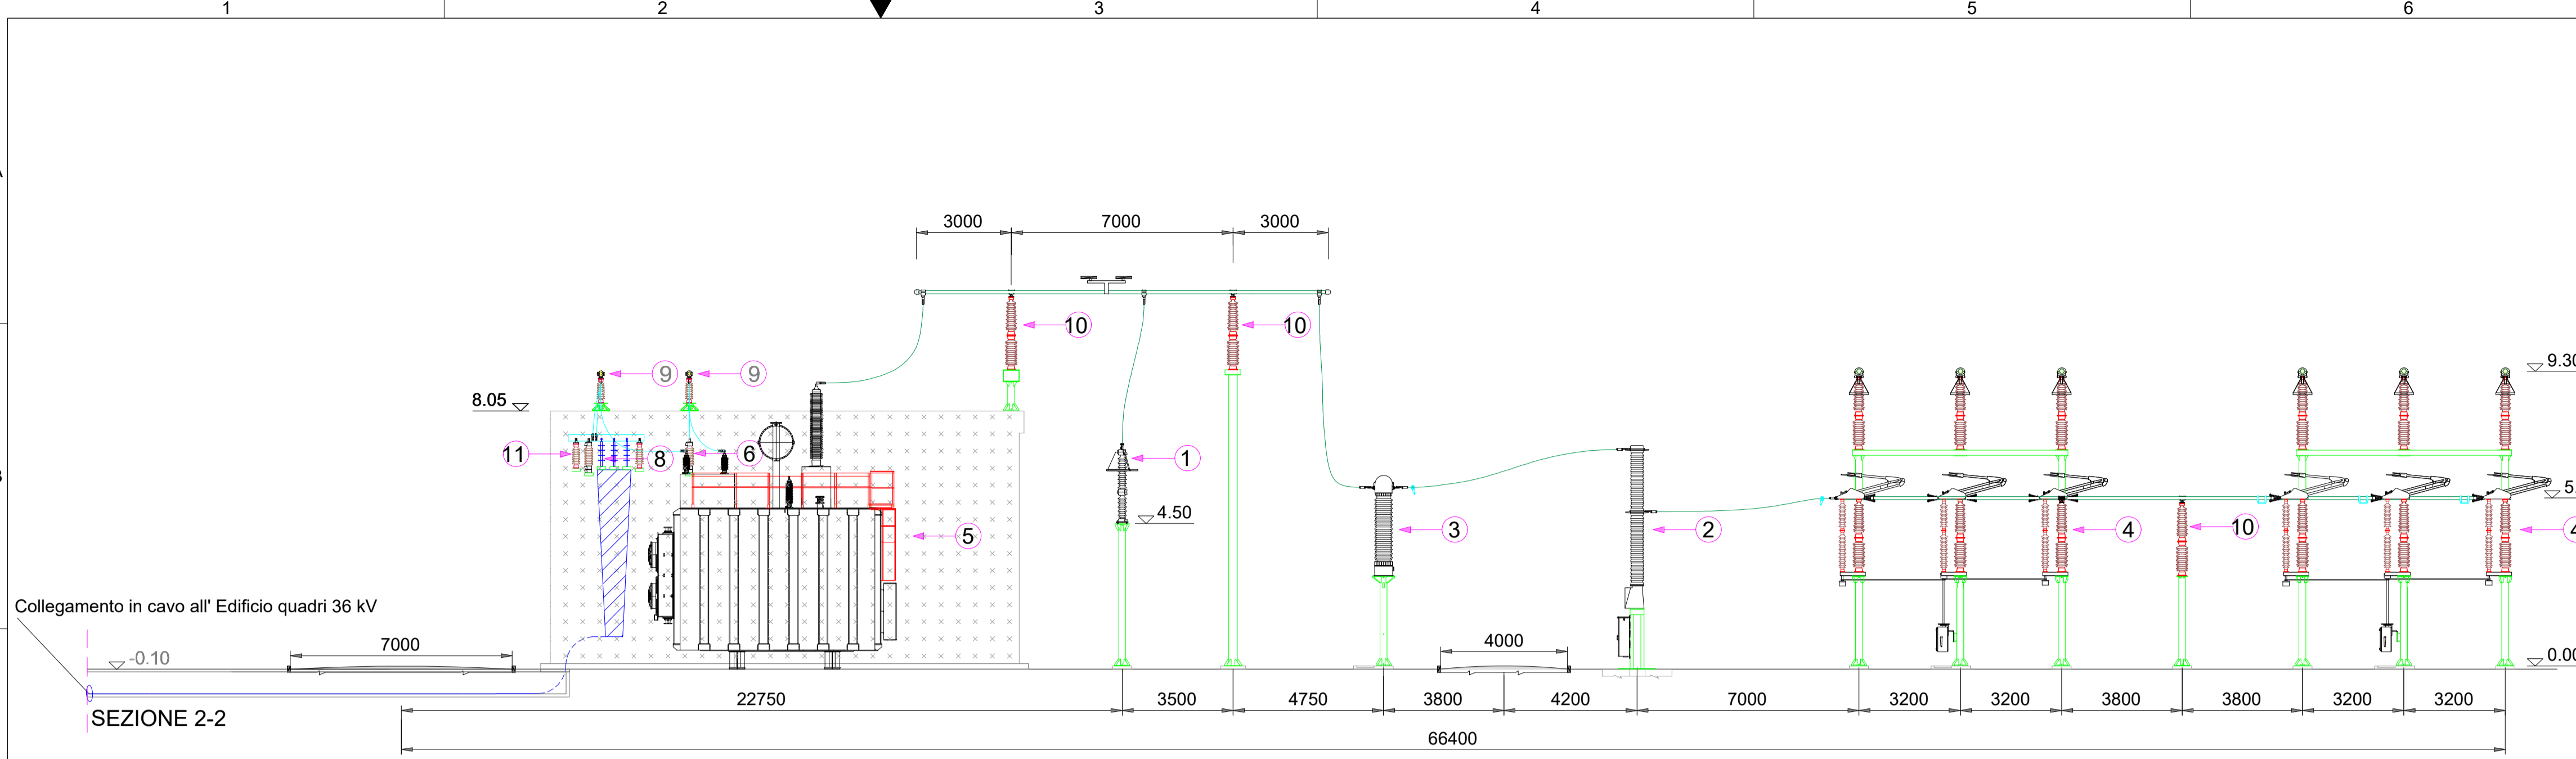 1 2 3 4 5 6
3000 7000 3000
10 10
9 9
9.30
8.05
11 8 6 1
4.50
5 3 2 4 10
Collegamento in cavo all' Edificio quadri 36 kV
7000 4000
-0.10
0.00
22750 3500 4750 3800 4200 7000 3200 3200 3800 3800 3200 3200
SEZIONE 2-2
66400